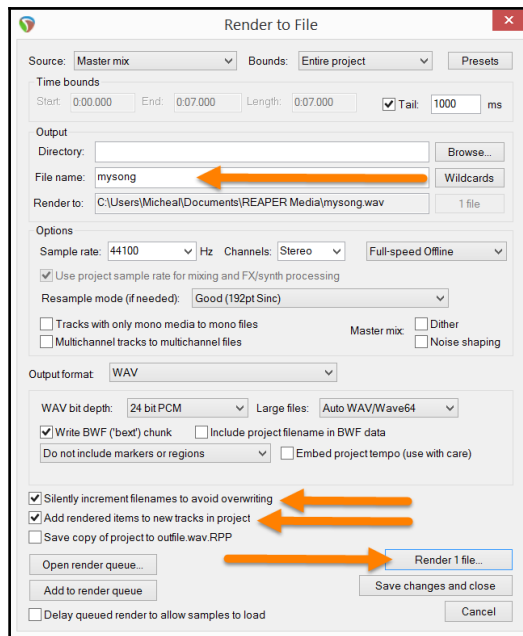 Render to File
Source: Master mix Bounds: Entire project Presets
Time bounds
Start: 0:00.000 End: 0:07.000 Length: 0:07.000 Tail: 1000 ms
Output
Directory: Browse...
File name: mysong Wildcards
Render to: C:\Users\Micheal\Documents\REAPER Media\mysong.wav 1 file
Options
Sample rate: 44100 Hz Channels: Stereo Full-speed Offline
Use project sample rate for mixing and FX/synth processing
Resample mode (if needed): Good (192pt Sinc)
Tracks with only mono media to mono files Master mix: Dither
Multichannel tracks to multichannel files Noise shaping
Output format: WAV
WAV bit depth: 24 bit PCM Large files: Auto WAV/Wave64
Write BWF ('bext') chunk Include project filename in BWF data
Do not include markers or regions Embed project tempo (use with care)
Silently increment filenames to avoid overwriting
Add rendered items to new tracks in project
Save copy of project to outfile.wav.RPP
Open render queue... Render 1 file...
Add to render queue Save changes and close
Delay queued render to allow samples to load Cancel